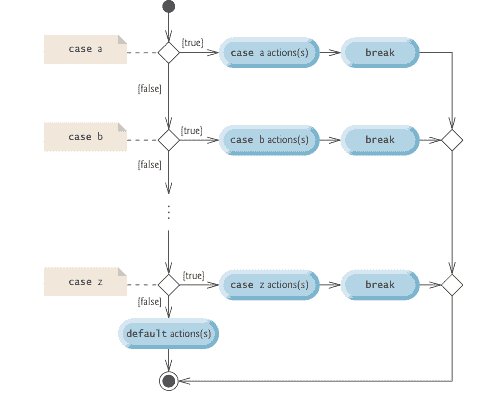 [true]
case a
case a actions(s)
break
[false]
[true]
case b
case b actions(s)
break
[false]
[true]
case z
case z actions(s)
break
[false]
default actions(s)